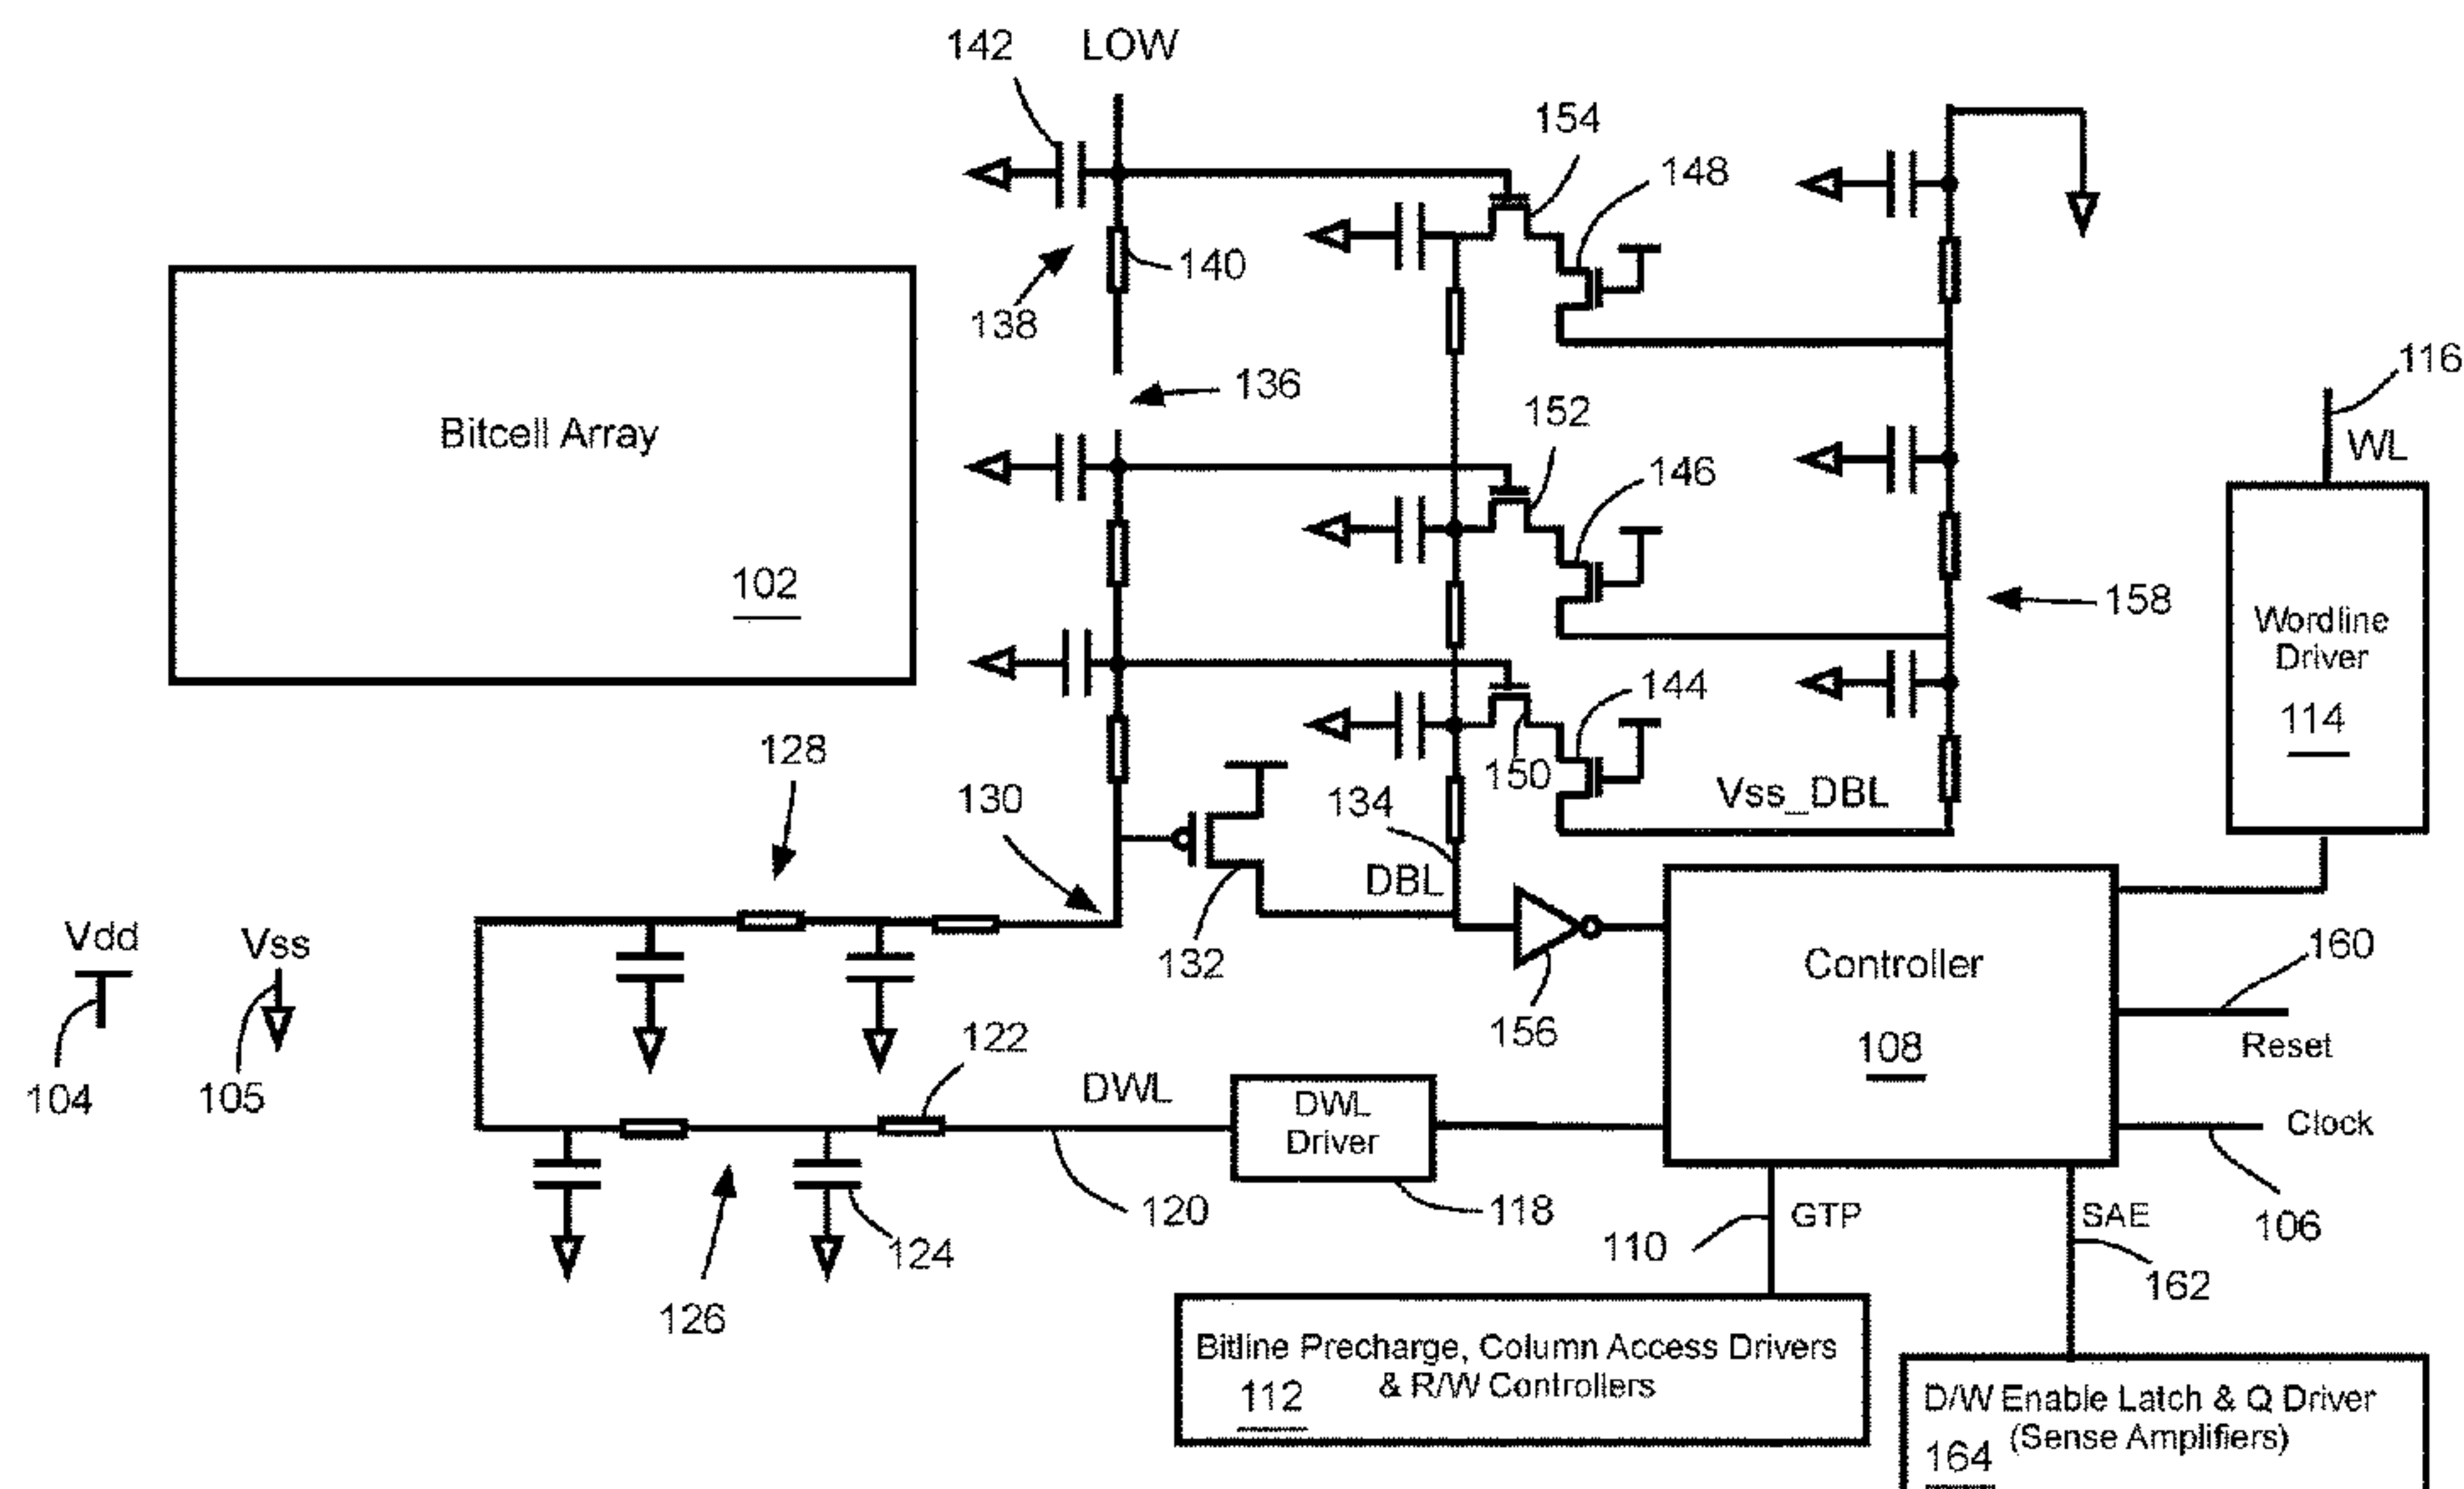 142
LOW
154
148
140
138
136
116
152
WL
Bitcell Array
146
102
158
Wordline
Driver
144
114
128
150
130
134
Vss_DBL
DBL
Vdd
Vss
132
Controller
160
156
122
108
Reset
104
105
DWL
DWL
Driver
Clock
120
118
GTP
SAE
106
124
110
162
126
Bitline Precharge, Column Access Drivers
& R/W Controllers
112
D/W Enable Latch & Q Driver
(Sense Amplifiers)
164